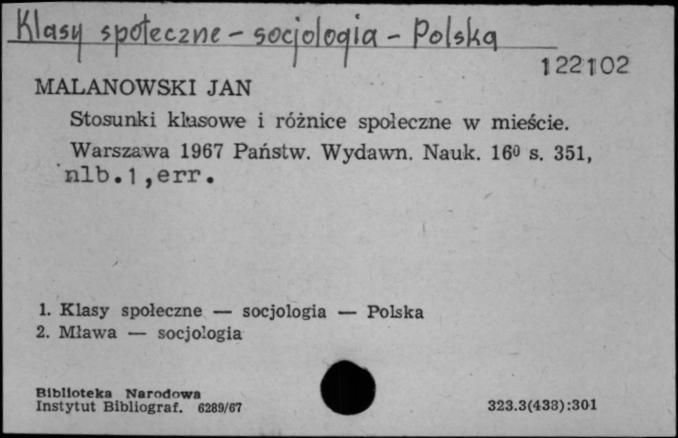 Klasy społeczne - socjologia - Polska
122102
MALANOWSKI JAN
Stosunki klasowe i różnice społeczne w mieście.
Warszawa 1967 Państw. Wydawn. Nauk. 16º s. 351,
nlb.1,err.
1. Klasy społeczne — socjologia — Polska
2. Mława — socjologia
Biblioteka Narodowa
Instytut Bibliograf. 6289/67
323.3(438):301